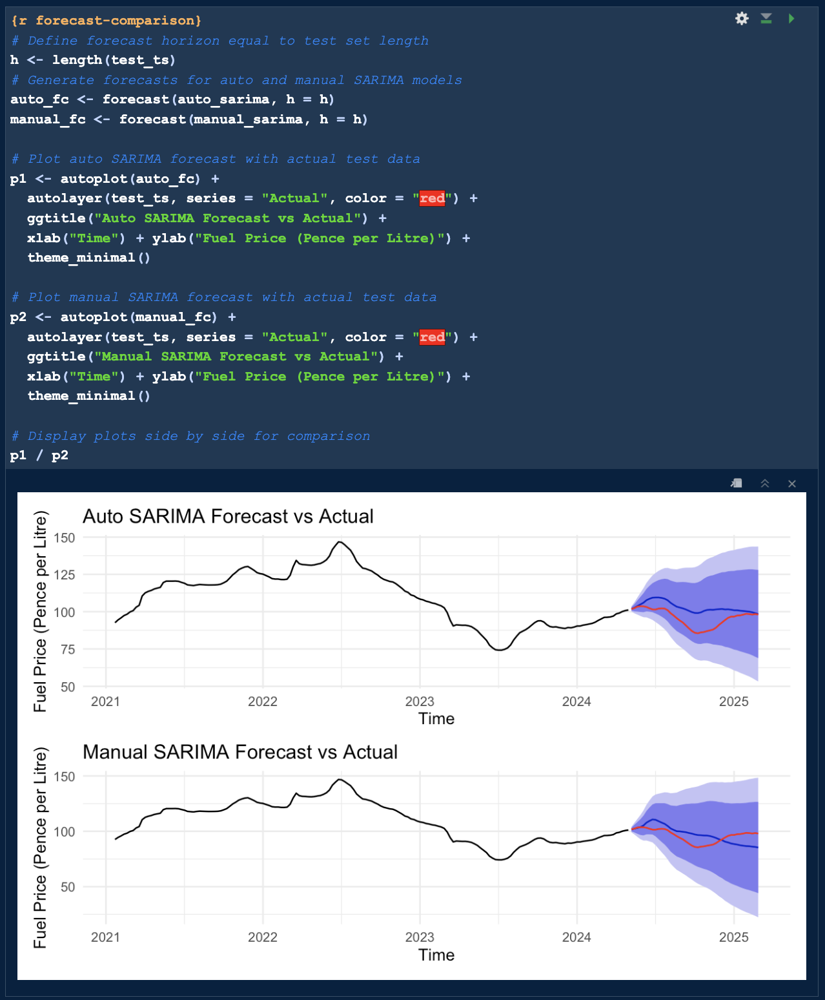 {r forecast-comparison}
# Define forecast horizon equal to test set length
h <- length(test_ts)
# Generate forecasts for auto and manual SARIMA models
auto_fc <- forecast(auto_sarima, h = h)
manual_fc <- forecast(manual_sarima, h = h)

# Plot auto SARIMA forecast with actual test data
p1 <- autoplot(auto_fc) +
  autolayer(test_ts, series = "Actual", color = "red") +
  ggtitle("Auto SARIMA Forecast vs Actual") +
  xlab("Time") + ylab("Fuel Price (Pence per Litre)") +
  theme_minimal()

# Plot manual SARIMA forecast with actual test data
p2 <- autoplot(manual_fc) +
  autolayer(test_ts, series = "Actual", color = "red") +
  ggtitle("Manual SARIMA Forecast vs Actual") +
  xlab("Time") + ylab("Fuel Price (Pence per Litre)") +
  theme_minimal()

# Display plots side by side for comparison
p1 / p2
Auto SARIMA Forecast vs Actual
Fuel Price (Pence per Litre)
150
125
100
75
50
2021 2022 2023 2024 2025
Time
Manual SARIMA Forecast vs Actual
Fuel Price (Pence per Litre)
150
100
50
2021 2022 2023 2024 2025
Time